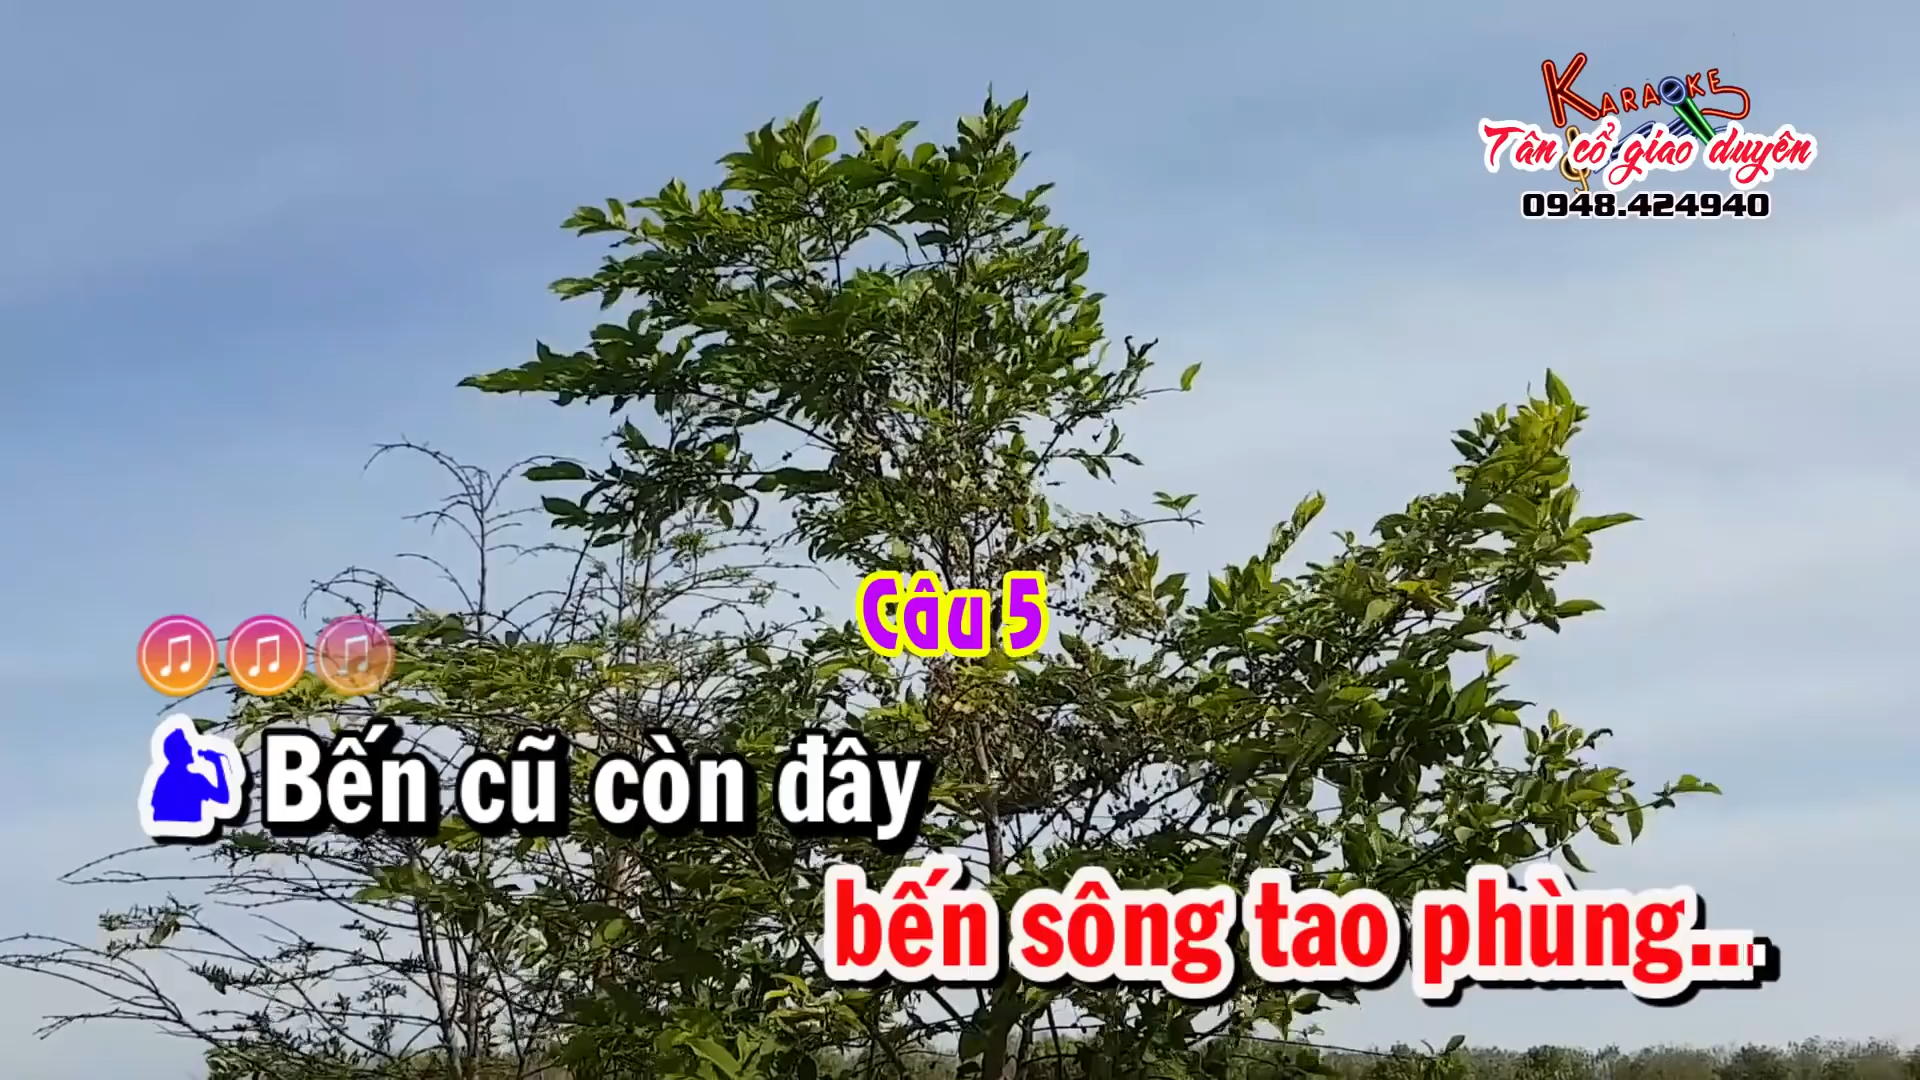 KARAOKE
Tân cổ giao duyên
0948.424940
Câu 5
Bến cũ còn đây
bến sông tao phùng...